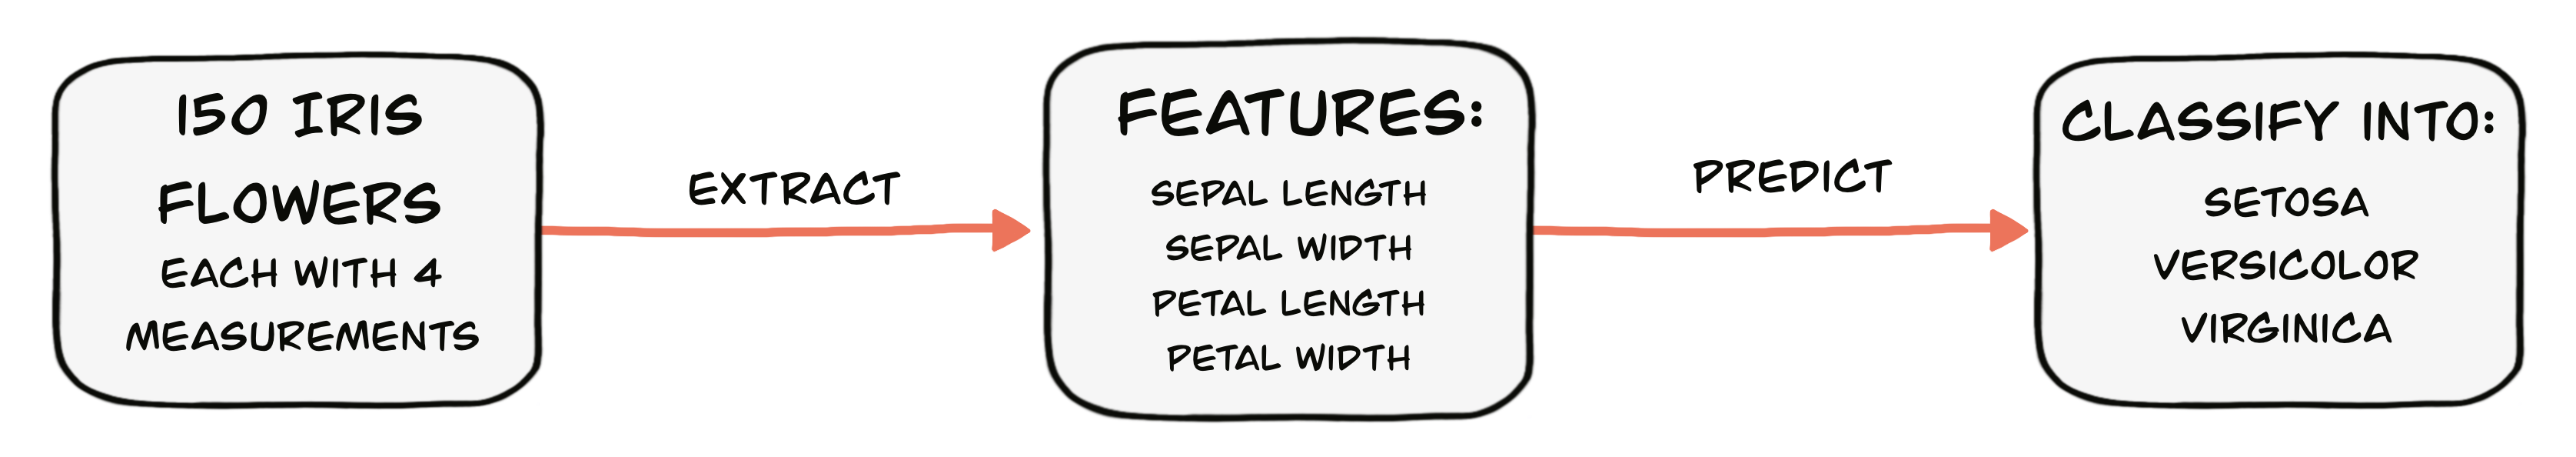 150 IRIS
FLOWERS
EACH WITH 4
MEASUREMENTS
EXTRACT
FEATURES:
SEPAL LENGTH
SEPAL WIDTH
PETAL LENGTH
PETAL WIDTH
PREDICT
CLASSIFY INTO:
SETOSA
VERSICOLOR
VIRGINICA